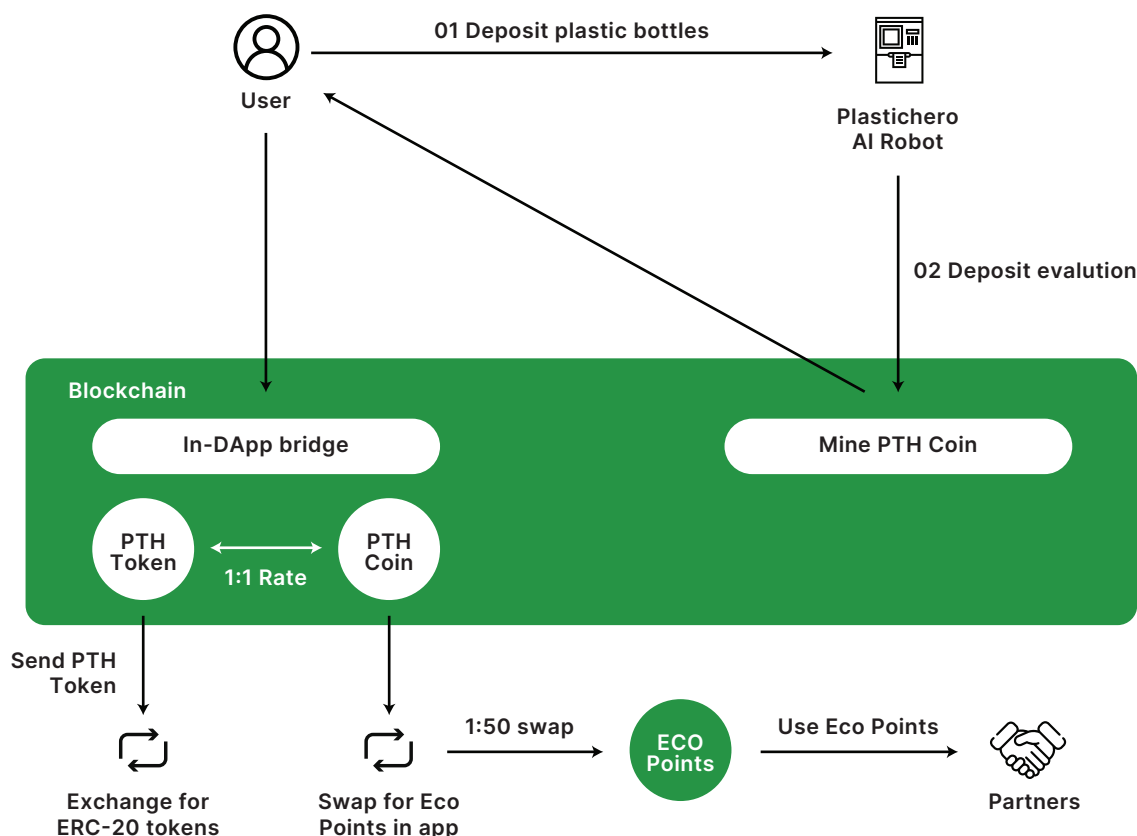 01 Deposit plastic bottles
User
Plastichero
AI Robot
02 Deposit evalution
Blockchain
In-DApp bridge
Mine PTH Coin
PTH
Token
1:1 Rate
PTH
Coin
Send PTH
Token
1:50 swap
ECO
Points
Use Eco Points
Exchange for
ERC-20 tokens
Swap for Eco
Points in app
Partners